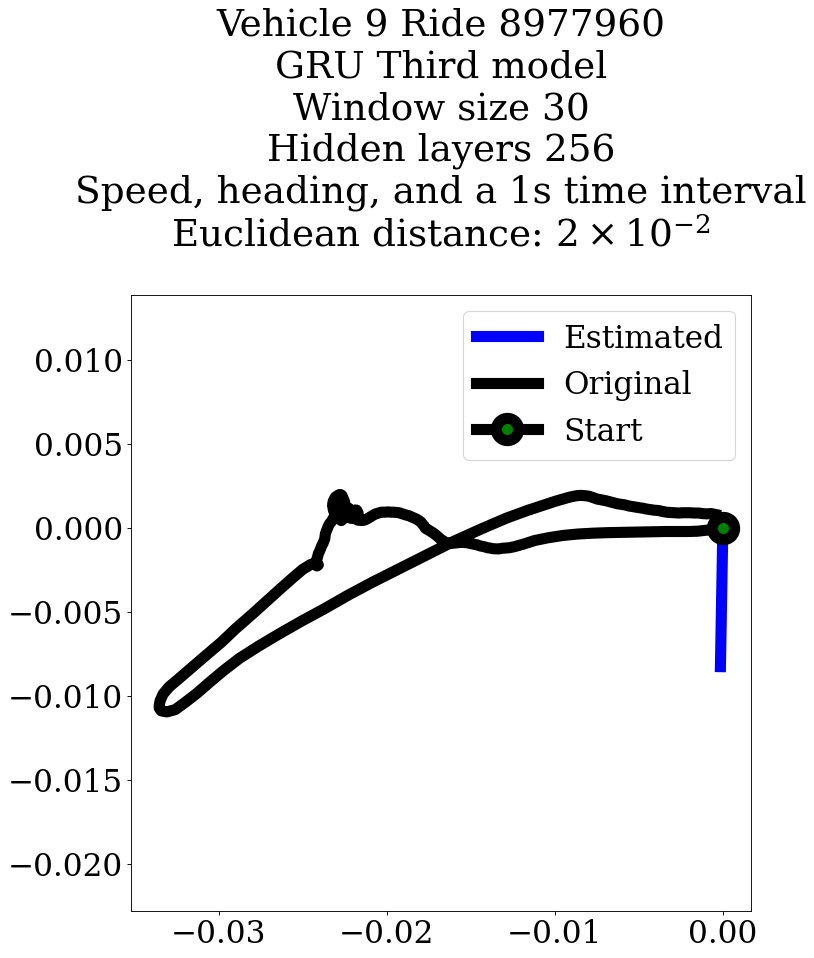 Vehicle 9 Ride 8977960
GRU Third model
Window size 30
Hidden layers 256
Speed, heading, and a 1s time interval
Euclidean distance: 2 × 10⁻²
Estimated
Original
Start
0.010
0.005
0.000
−0.005
−0.010
−0.015
−0.020
−0.03
−0.02
−0.01
0.00